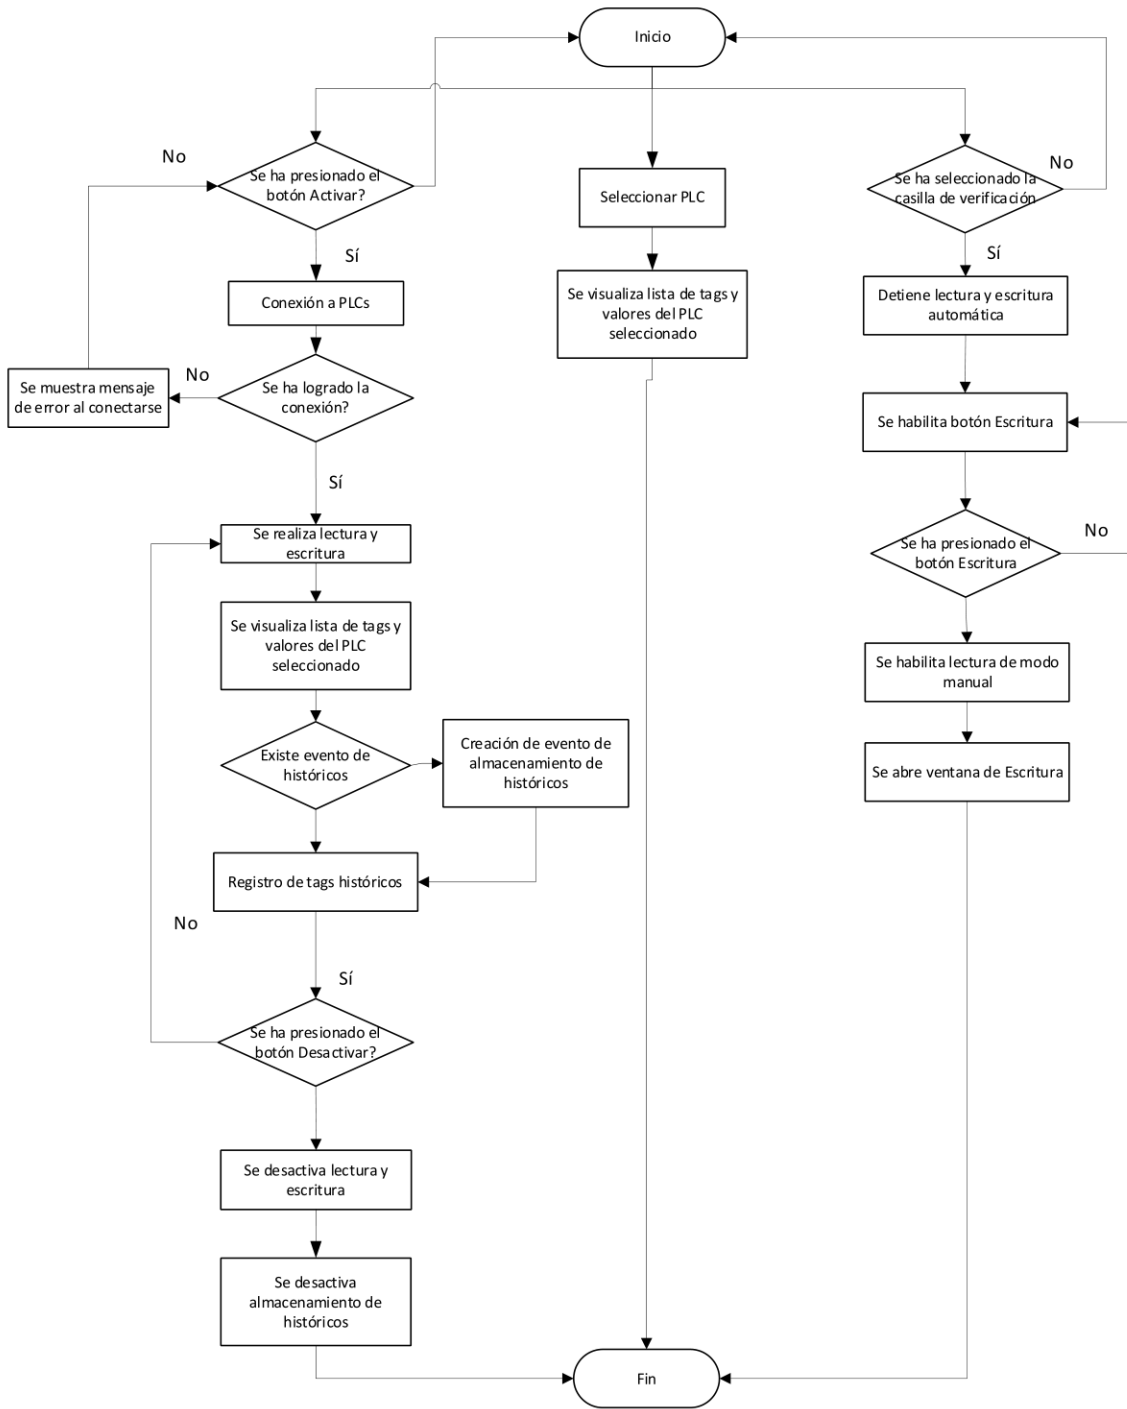 Inicio
No
Se ha presionado el
botón Activar?
Sí
Conexión a PLCs
Se ha logrado la
conexión?
No
Se muestra mensaje
de error al conectarse
Sí
Se realiza lectura y
escritura
Se visualiza lista de tags y
valores del PLC
seleccionado
Existe evento de
históricos
Creación de evento de
almacenamiento de
históricos
Registro de tags históricos
No
Sí
Se ha presionado el
botón Desactivar?
Se desactiva lectura y
escritura
Se desactiva
almacenamiento de
históricos
Seleccionar PLC
Se visualiza lista de tags y
valores del PLC
seleccionado
Se ha seleccionado la
casilla de verificación
No
Sí
Detiene lectura y escritura
automática
Se habilita botón Escritura
Se ha presionado el
botón Escritura
No
Se habilita lectura de modo
manual
Se abre ventana de Escritura
Fin